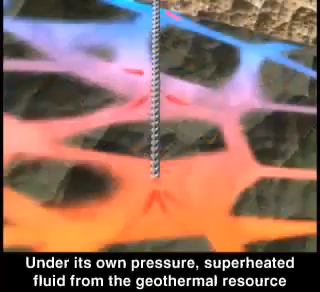 Under its own pressure, superheated
fluid from the geothermal resource